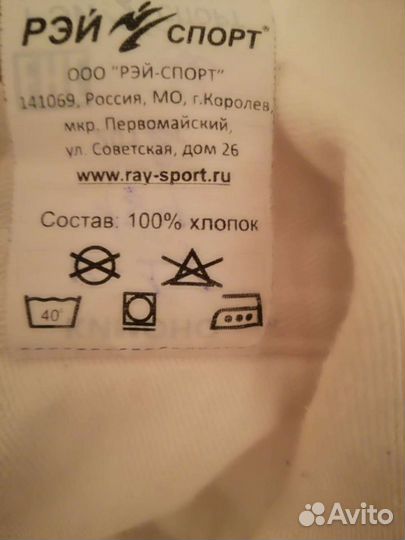 РЭЙ СПОРТ®
ООО "РЭЙ-СПОРТ"
141069, Россия, МО, г.Королев,
мкр. Первомайский,
ул. Советская, дом 26
www.ray-sport.ru
Состав: 100% хлопок
40°
Avito